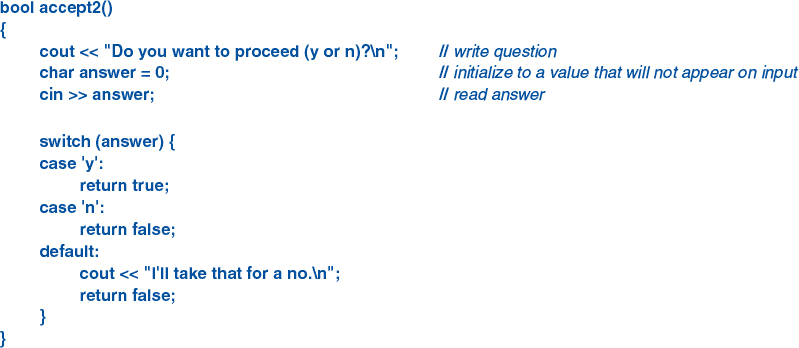 bool accept2()
{
cout << "Do you want to proceed (y or n)?\n"; // write question
char answer = 0; // initialize to a value that will not appear on input
cin >> answer; // read answer
switch (answer) {
case 'y':
return true;
case 'n':
return false;
default:
cout << "I'll take that for a no.\n";
return false;
}
}